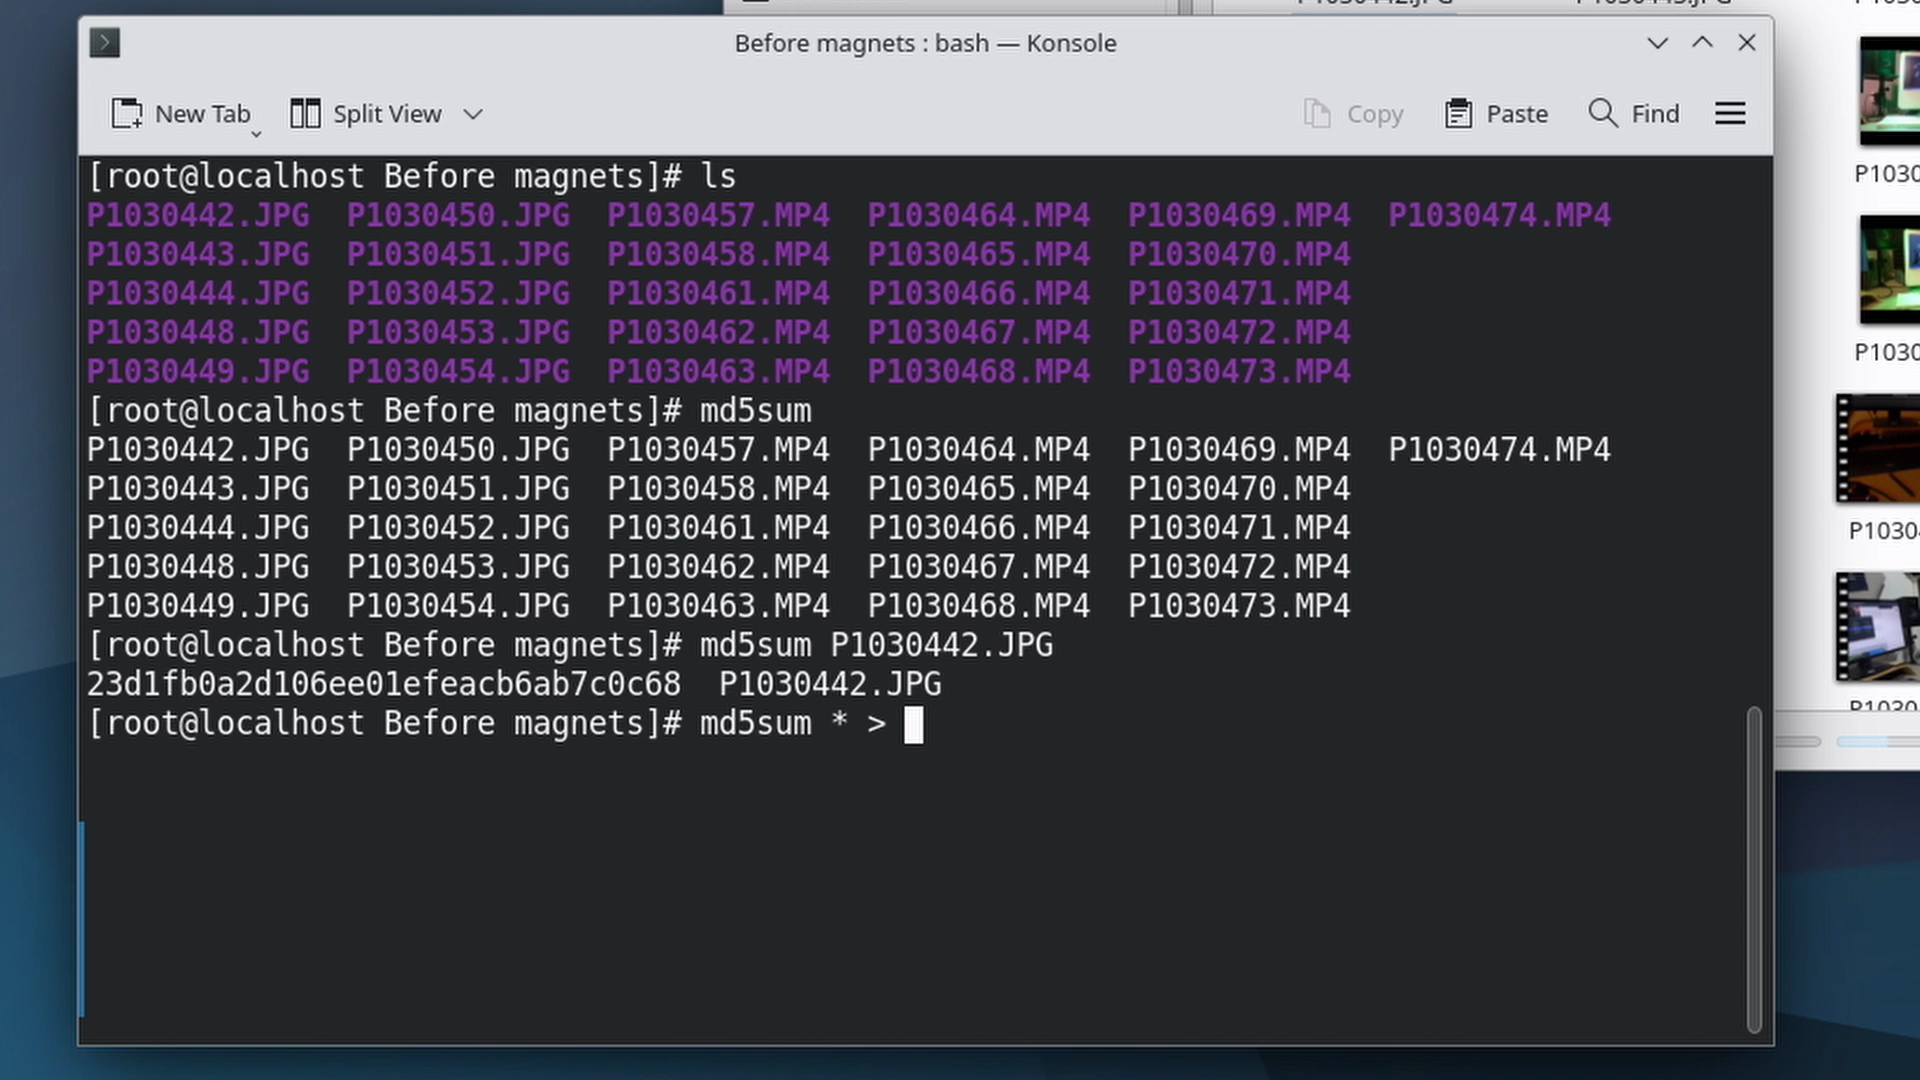 Before magnets : bash — Konsole
New Tab Split View Copy Paste Find
[root@localhost Before magnets]# ls
P1030442.JPG P1030450.JPG P1030457.MP4 P1030464.MP4 P1030469.MP4 P1030474.MP4
P1030443.JPG P1030451.JPG P1030458.MP4 P1030465.MP4 P1030470.MP4
P1030444.JPG P1030452.JPG P1030461.MP4 P1030466.MP4 P1030471.MP4
P1030448.JPG P1030453.JPG P1030462.MP4 P1030467.MP4 P1030472.MP4
P1030449.JPG P1030454.JPG P1030463.MP4 P1030468.MP4 P1030473.MP4
[root@localhost Before magnets]# md5sum
P1030442.JPG P1030450.JPG P1030457.MP4 P1030464.MP4 P1030469.MP4 P1030474.MP4
P1030443.JPG P1030451.JPG P1030458.MP4 P1030465.MP4 P1030470.MP4
P1030444.JPG P1030452.JPG P1030461.MP4 P1030466.MP4 P1030471.MP4
P1030448.JPG P1030453.JPG P1030462.MP4 P1030467.MP4 P1030472.MP4
P1030449.JPG P1030454.JPG P1030463.MP4 P1030468.MP4 P1030473.MP4
[root@localhost Before magnets]# md5sum P1030442.JPG
23d1fb0a2d106ee01efeacb6ab7c0c68 P1030442.JPG
[root@localhost Before magnets]# md5sum * >